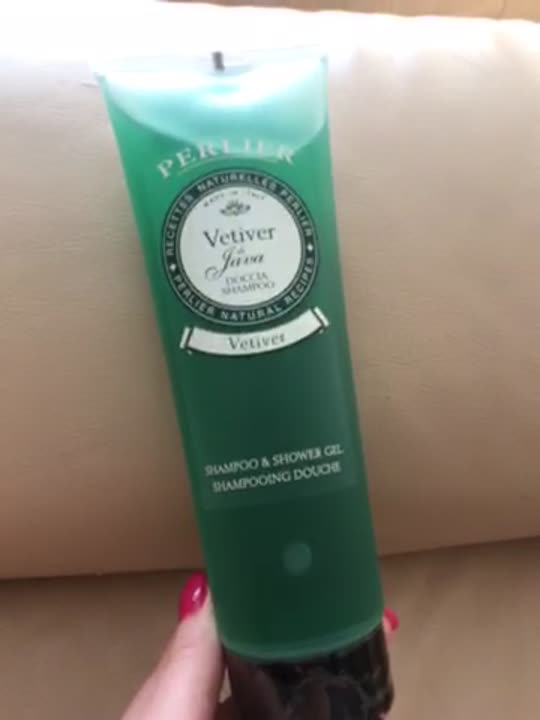 PERLIER
RECETTES NATURELLES PERLIER
MADE IN ITALY
Vetiver
di
Java
DOCCIA
SHAMPOO
PERLIER NATURAL RECIPES
Vetiver
SHAMPOO & SHOWER GEL
SHAMPOOING DOUCHE